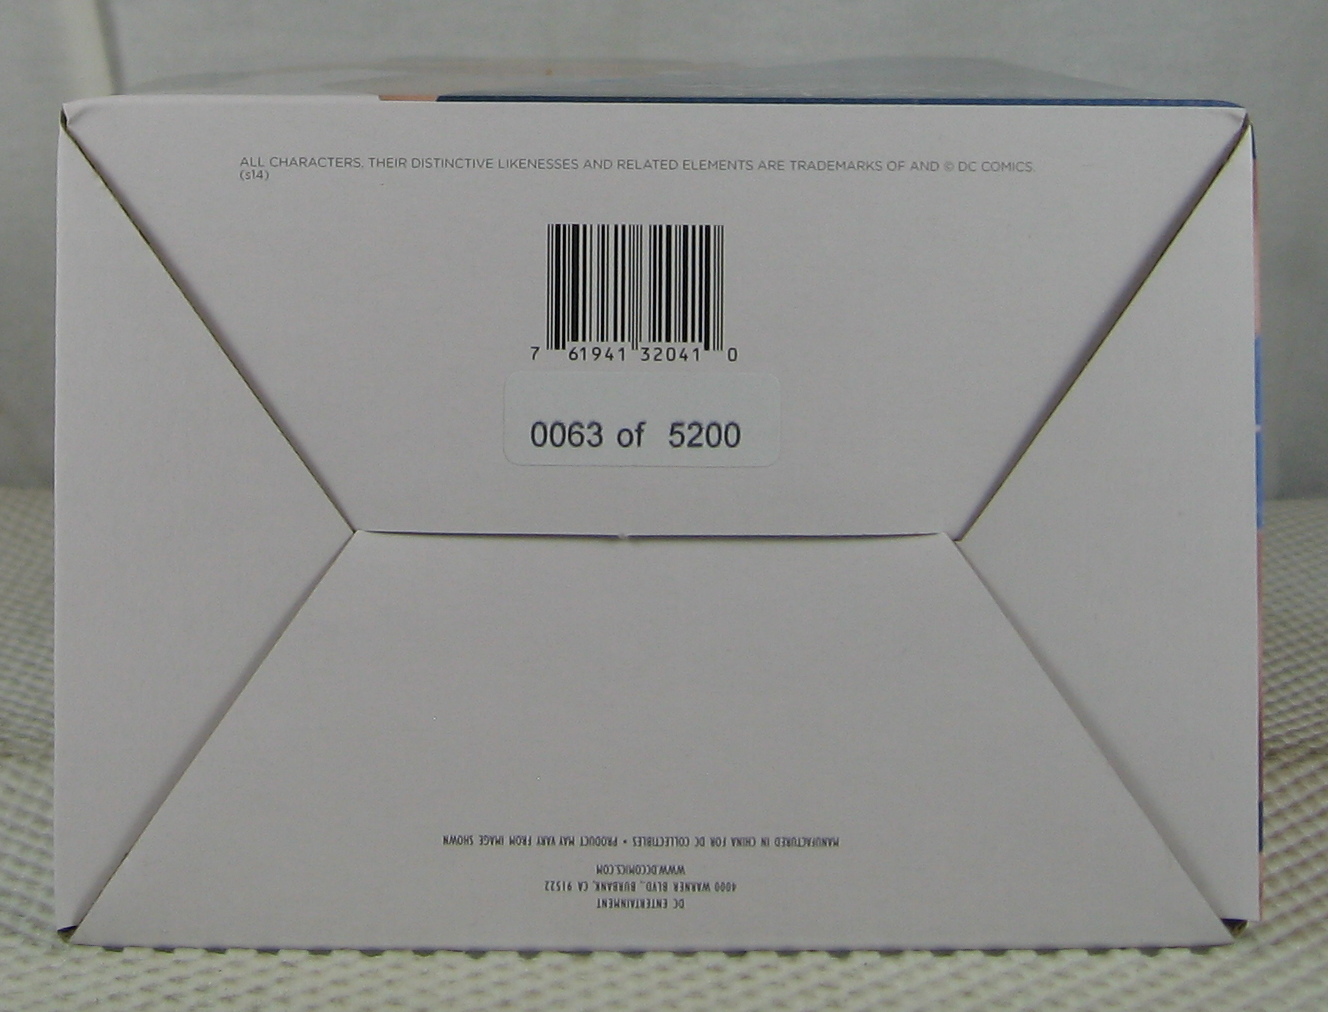 ALL CHARACTERS, THEIR DISTINCTIVE LIKENESSES AND RELATED ELEMENTS ARE TRADEMARKS OF AND © DC COMICS.
(s14)
7 61941 32041 0
0063 of 5200
DC ENTERTAINMENT
4000 WARNER BLVD., BURBANK, CA 91522
WWW.DCCOMICS.COM
MANUFACTURED IN CHINA FOR DC COLLECTIBLES • PRODUCT MAY VARY FROM IMAGE SHOWN